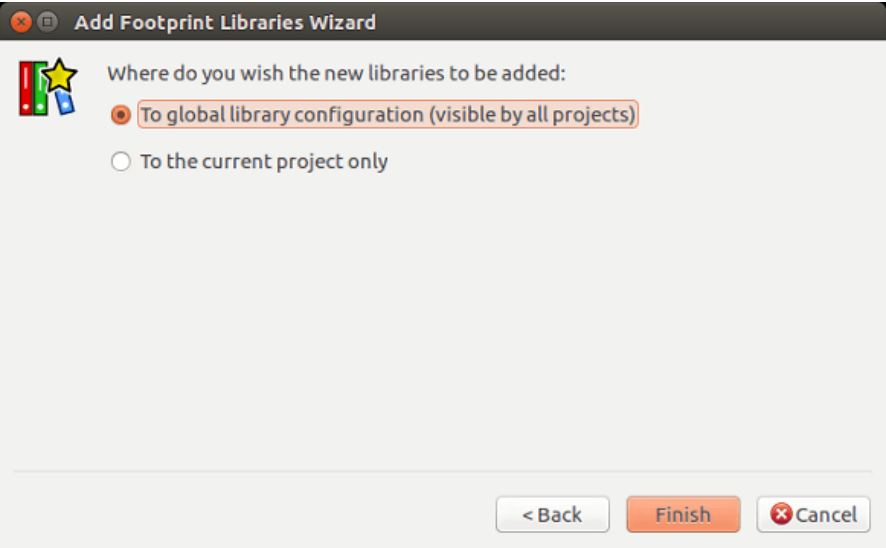 Add Footprint Libraries Wizard
Where do you wish the new libraries to be added:
To global library configuration (visible by all projects)
To the current project only
< Back Finish Cancel